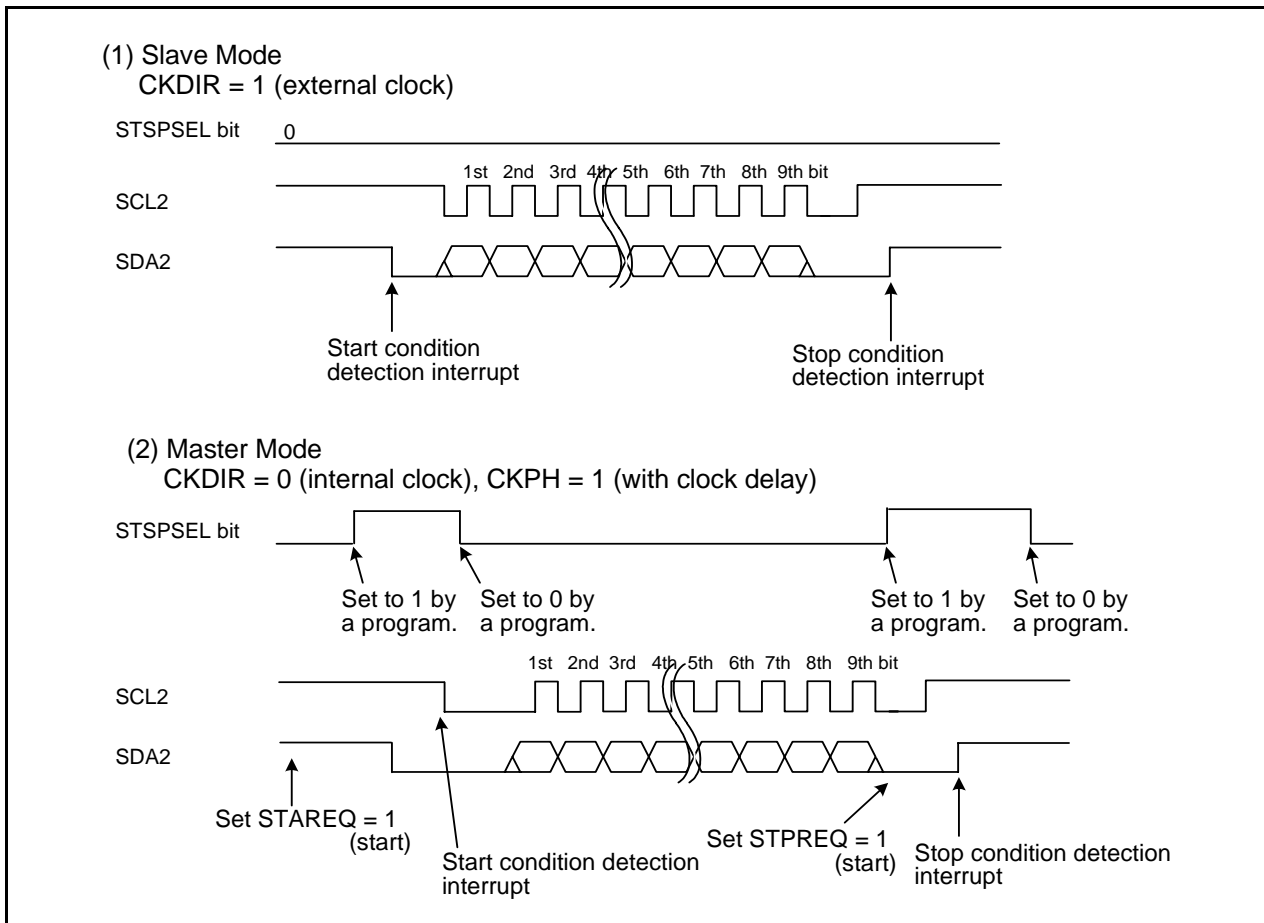 (1) Slave Mode
CKDIR = 1 (external clock)
STSPSEL bit
0
1st 2nd 3rd 4th 5th 6th 7th 8th 9th bit
SCL2
SDA2
Start condition
detection interrupt
Stop condition
detection interrupt
(2) Master Mode
CKDIR = 0 (internal clock), CKPH = 1 (with clock delay)
STSPSEL bit
Set to 1 by
a program.
Set to 0 by
a program.
Set to 1 by
a program.
Set to 0 by
a program.
1st 2nd 3rd 4th 5th 6th 7th 8th 9th bit
SCL2
SDA2
Set STAREQ = 1
(start)
Start condition detection
interrupt
Set STPREQ = 1
(start)
Stop condition detection
interrupt